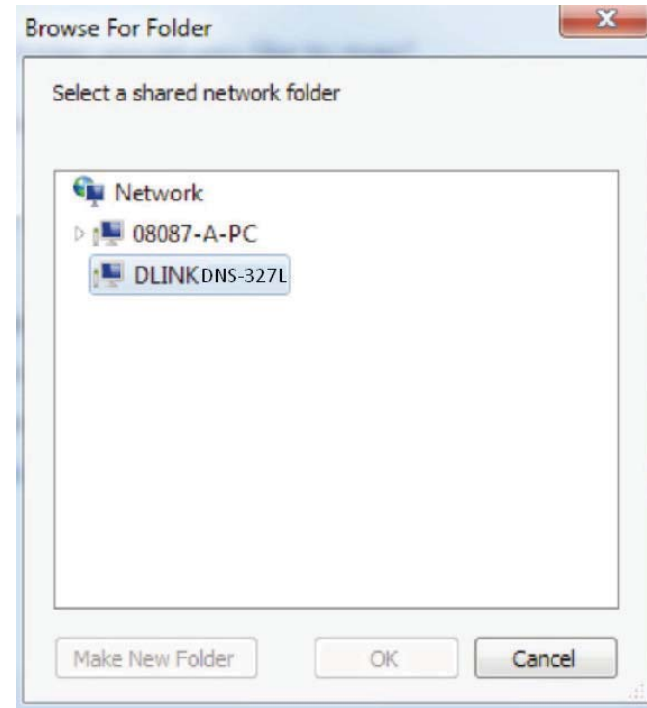 Browse For Folder
Select a shared network folder
Network
08087-A-PC
DLINKDNS-327L
Make New Folder
OK
Cancel